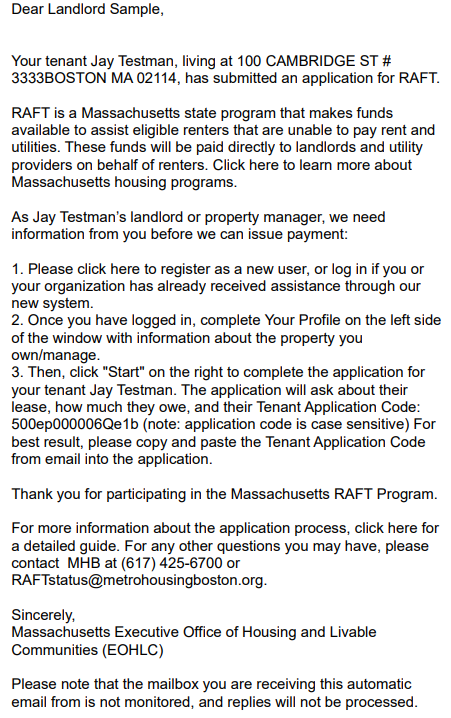 Dear Landlord Sample,
Your tenant Jay Testman, living at 100 CAMBRIDGE ST #
3333BOSTON MA 02114, has submitted an application for RAFT.
RAFT is a Massachusetts state program that makes funds
available to assist eligible renters that are unable to pay rent and
utilities. These funds will be paid directly to landlords and utility
providers on behalf of renters. Click here to learn more about
Massachusetts housing programs.
As Jay Testman's landlord or property manager, we need
information from you before we can issue payment:
1. Please click here to register as a new user, or log in if you or
your organization has already received assistance through our
new system.
2. Once you have logged in, complete Your Profile on the left side
of the window with information about the property you
own/manage.
3. Then, click "Start" on the right to complete the application for
your tenant Jay Testman. The application will ask about their
lease, how much they owe, and their Tenant Application Code:
500ep000006Qe1b (note: application code is case sensitive) For
best result, please copy and paste the Tenant Application Code
from email into the application.
Thank you for participating in the Massachusetts RAFT Program.
For more information about the application process, click here for
a detailed guide. For any other questions you may have, please
contact  MHB at (617) 425-6700 or
RAFTstatus@metrohousingboston.org.
Sincerely,
Massachusetts Executive Office of Housing and Livable
Communities (EOHLC)
Please note that the mailbox you are receiving this automatic
email from is not monitored, and replies will not be processed.